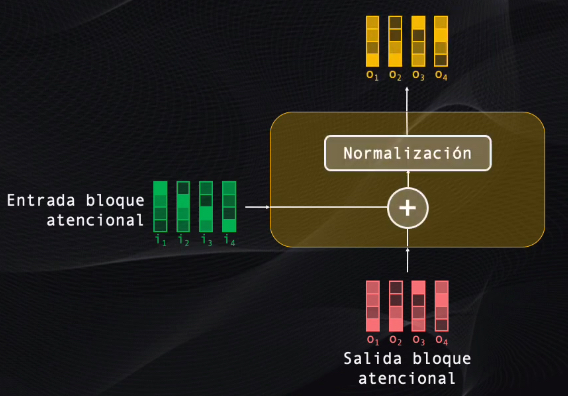 o₁ o₂ o₃ o₄
Normalización
Entrada bloque
atencional
+
i₁ i₂ i₃ i₄
o₁ o₂ o₃ o₄
Salida bloque
atencional